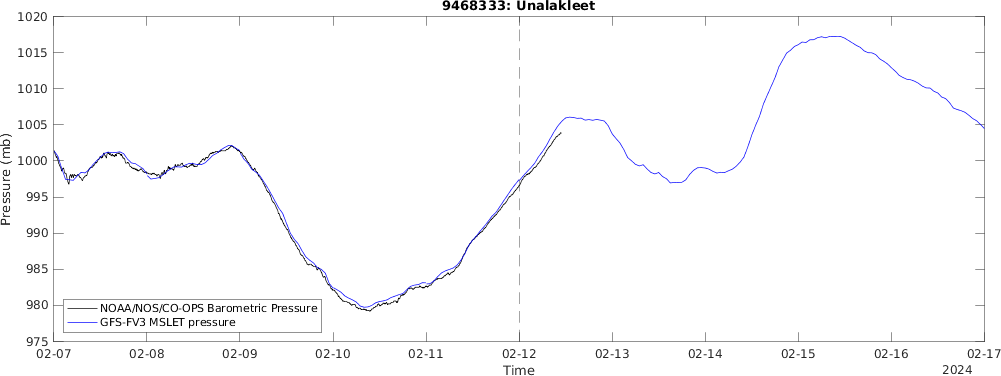 9468333: Unalakleet
1020
1015
1010
1005
1000
995
990
985
980
975
Pressure (mb)
NOAA/NOS/CO-OPS Barometric Pressure
GFS-FV3 MSLET pressure
02-07 02-08 02-09 02-10 02-11 02-12 02-13 02-14 02-15 02-16 02-17
Time
2024